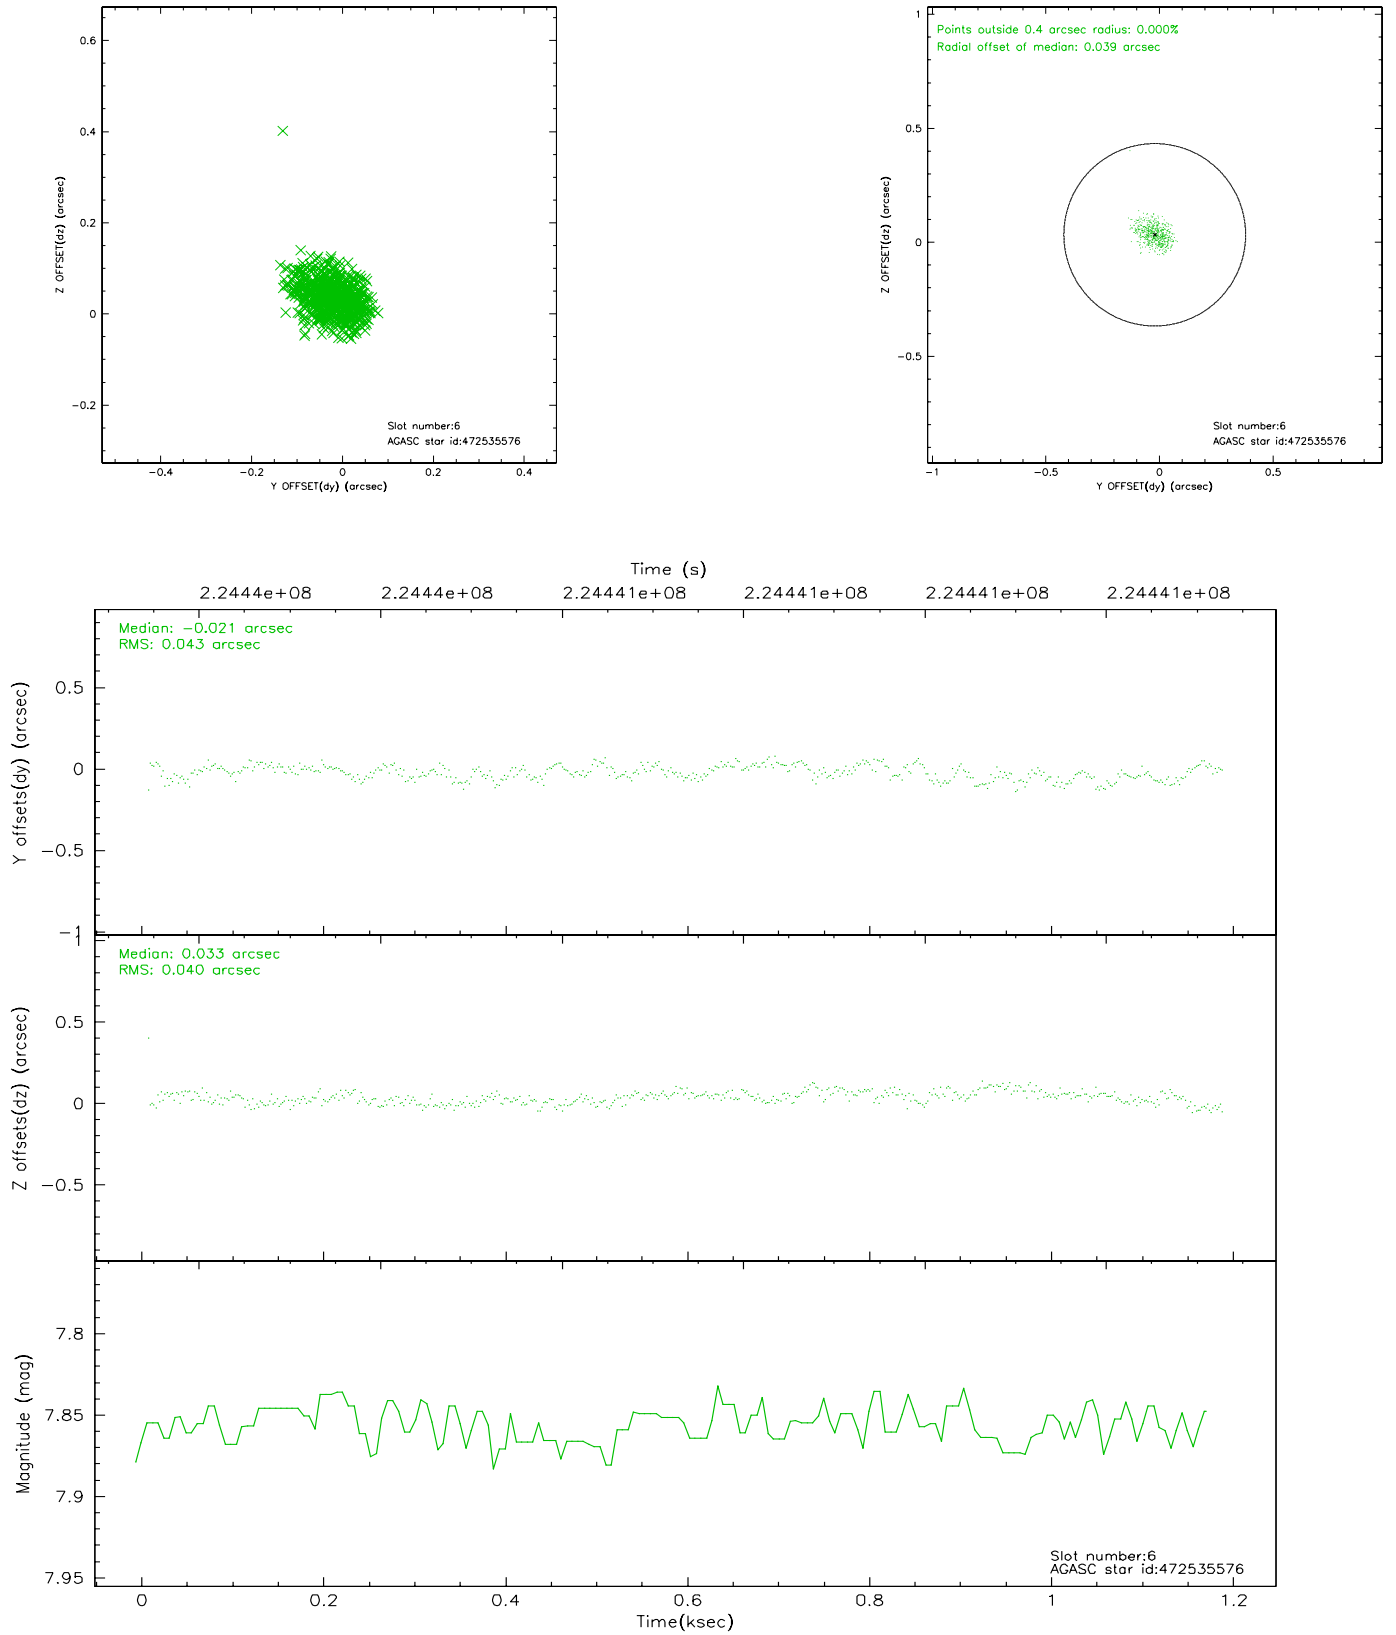 0.6
0.4
0.2
0
−0.2
Z OFFSET(dz) (arcsec)
Slot number:6
AGASC star id:472535576
−0.4
−0.2
0
0.2
0.4
Y OFFSET(dy) (arcsec)
Points outside 0.4 arcsec radius: 0.000%
Radial offset of median: 0.039 arcsec
1
0.5
0
−0.5
Z OFFSET(dz) (arcsec)
Slot number:6
AGASC star id:472535576
−1
−0.5
0
0.5
Y OFFSET(dy) (arcsec)
Time (s)
2.2444e+08
2.2444e+08
2.24441e+08
2.24441e+08
2.24441e+08
2.24441e+08
Median: −0.021 arcsec
RMS: 0.043 arcsec
0.5
0
−0.5
−1
Y offsets(dy) (arcsec)
Median: 0.033 arcsec
RMS: 0.040 arcsec
1
0.5
0
−0.5
Z offsets(dz) (arcsec)
7.8
7.85
7.9
7.95
Magnitude (mag)
Slot number:6
AGASC star id:472535576
0
0.2
0.4
0.6
0.8
1
1.2
Time(ksec)